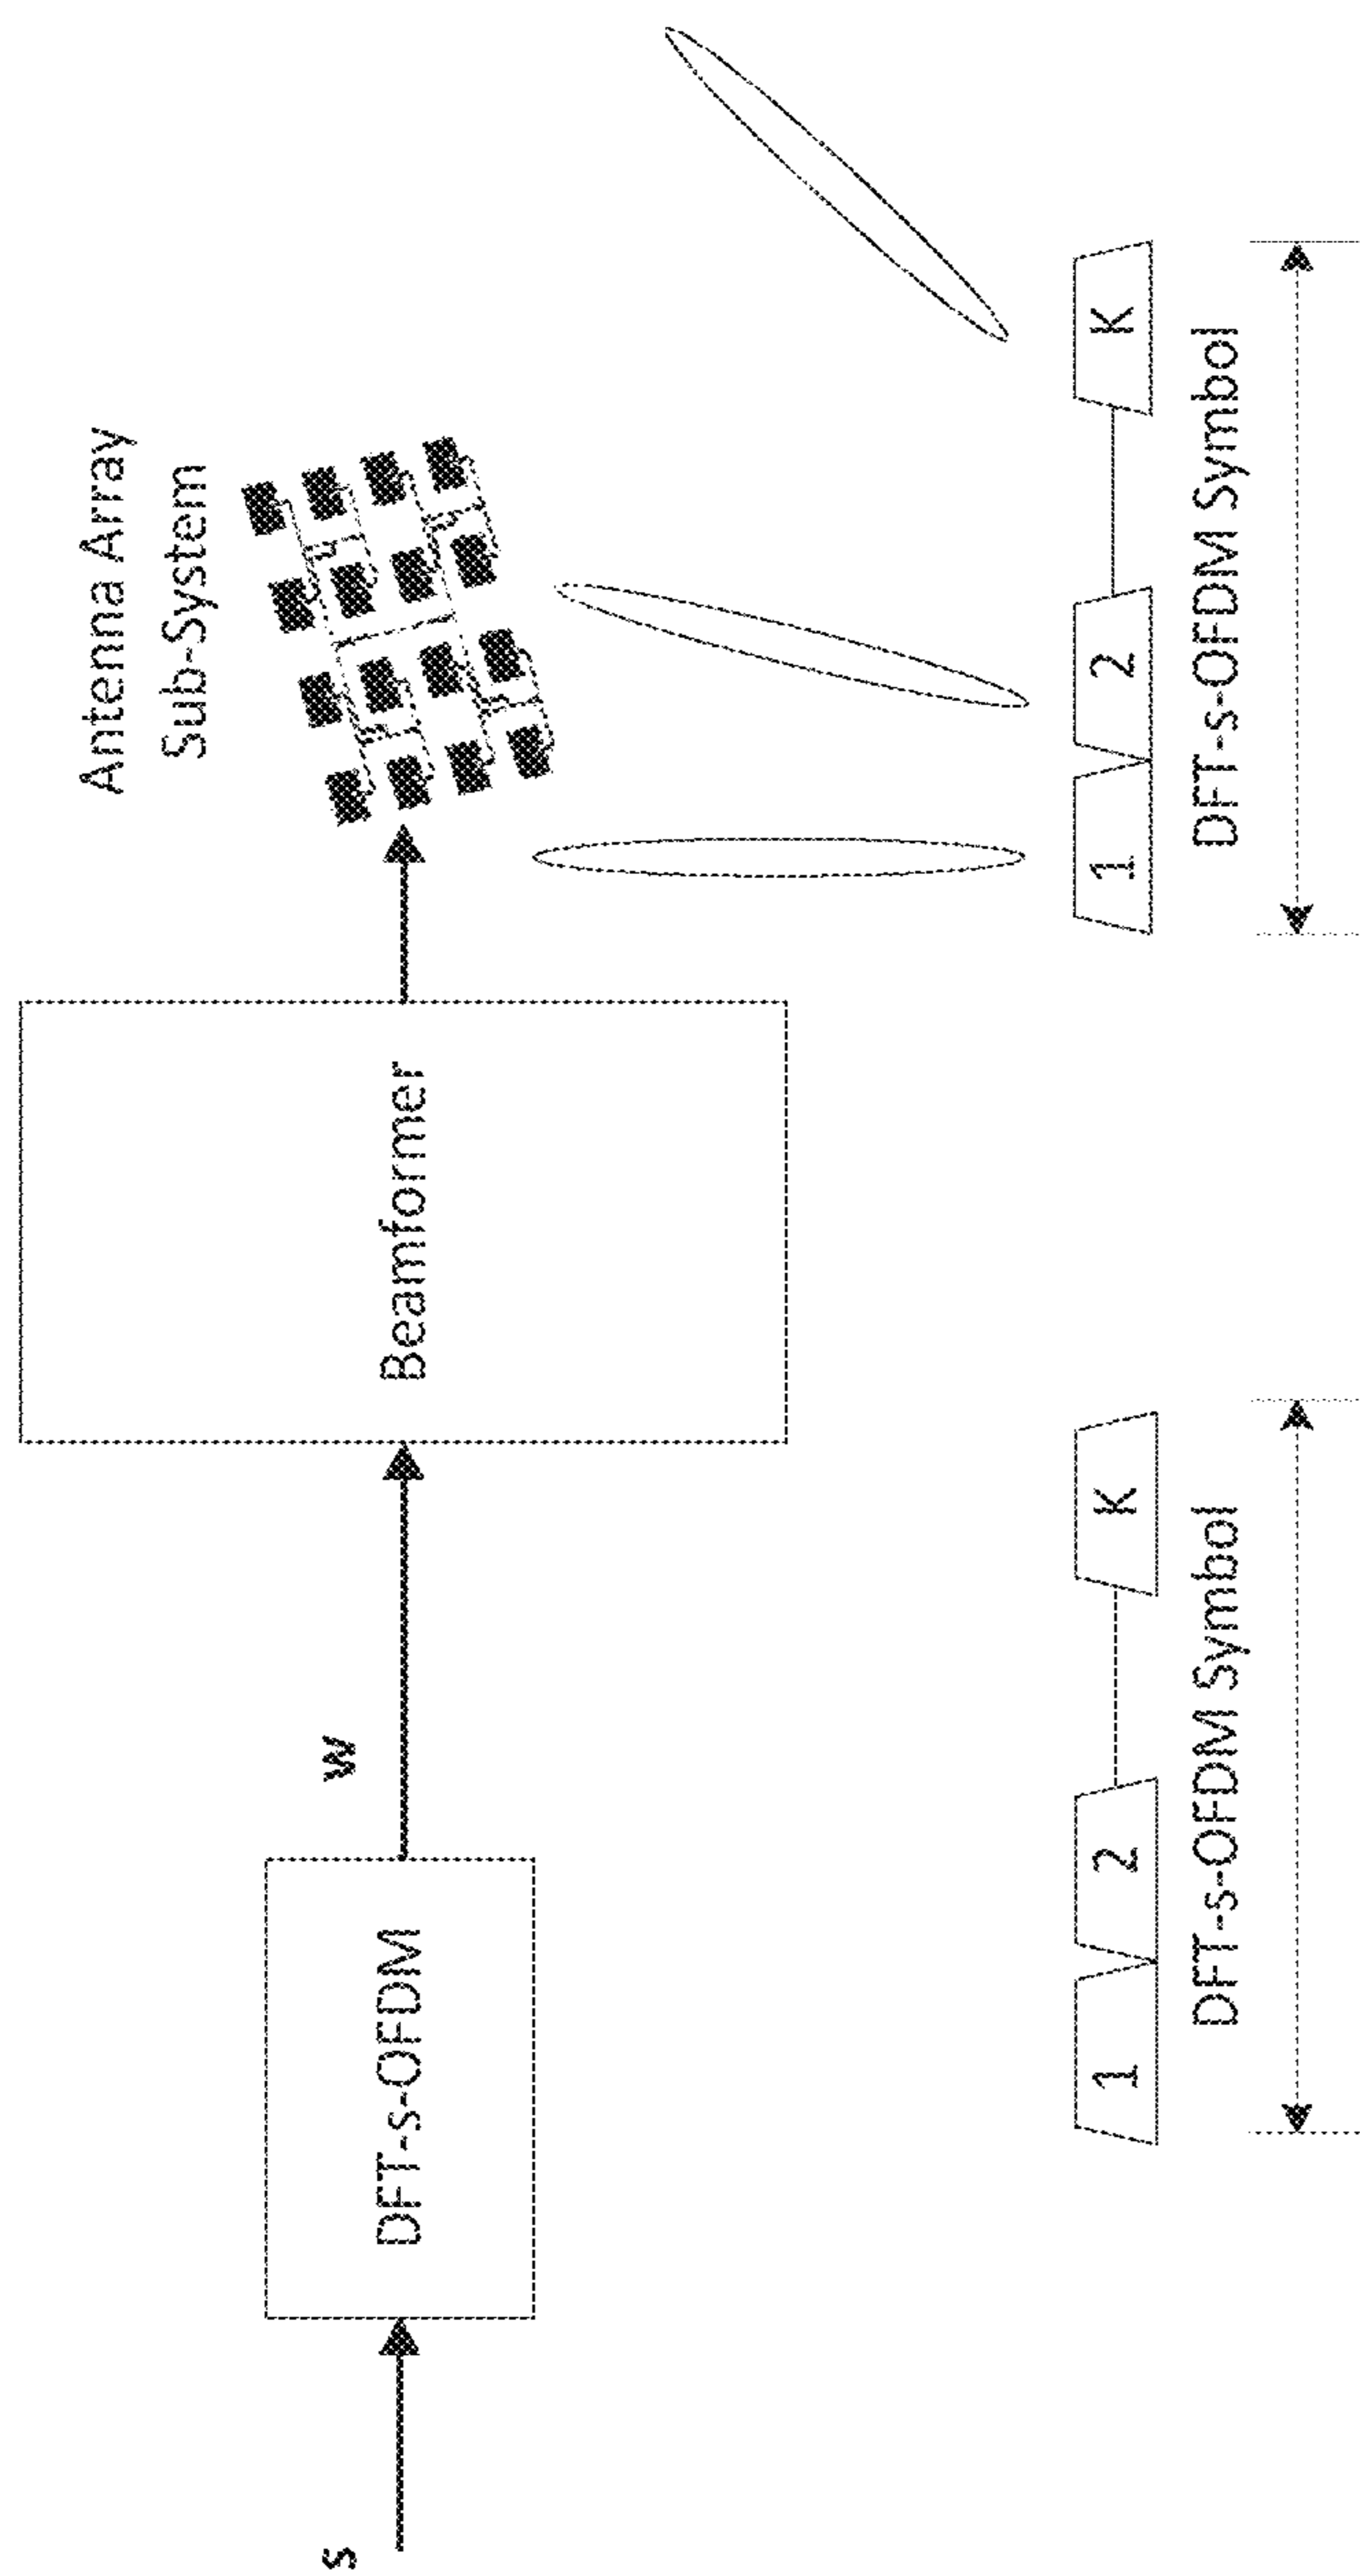 s
DFT-s-OFDM
w
Beamformer
Antenna Array
Sub-System
1 2 K
DFT-s-OFDM Symbol
1 2 K
DFT-s-OFDM Symbol